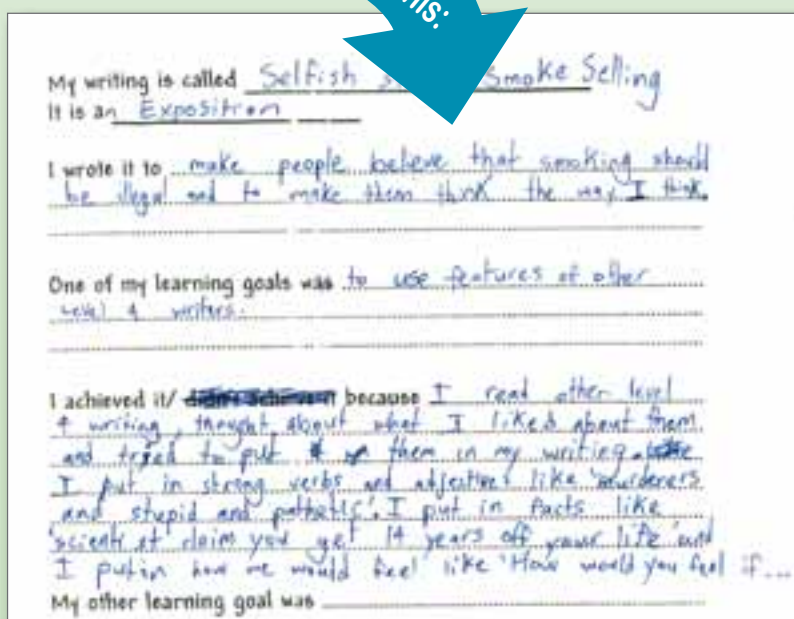 his:
My writing is called Selfish Smoke Selling
It is an Exposition
I wrote it to make people believe that smoking should
be illegal and to make them think the way I think.
One of my learning goals was to use features of other
level 4 writers.
I achieved it/ didn't achieve it because I read other level
4 writing, thought about what I liked about them
and tried to put them in my writing.
I put in strong verbs and adjectives like 'murderers
and stupid and pathetic'. I put in facts like
'scientist claim you get 14 years off your life' and
I put in how we would feel like 'How would you feel if...
My other learning goal was